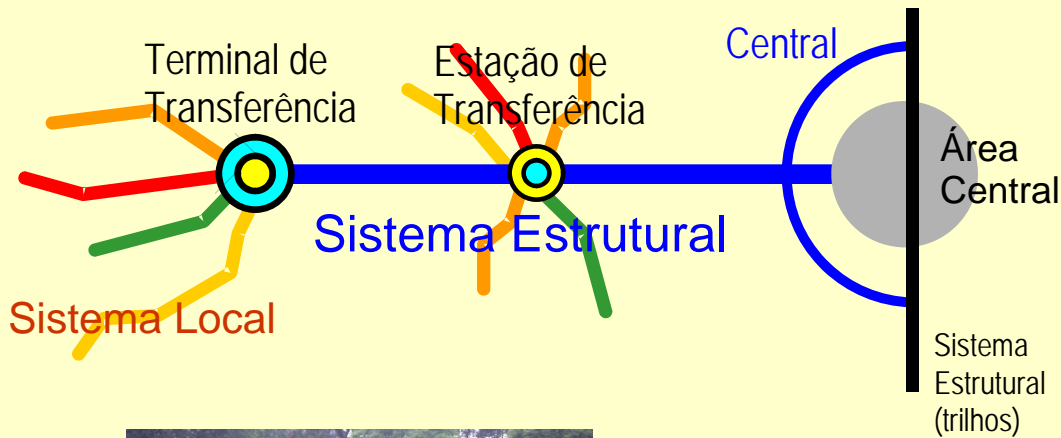 Terminal de
Transferência
Estação de
Transferência
Central
Área
Central
Sistema Estrutural
Sistema Local
Sistema
Estrutural
(trilhos)